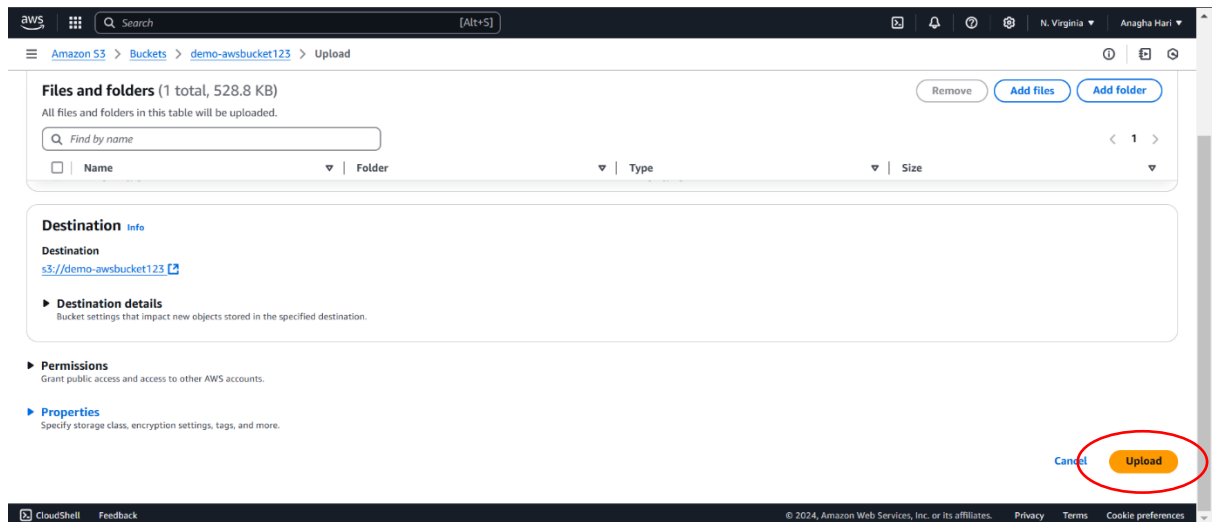 aws Search [Alt+S] N. Virginia ▼ Anagha Hari ▼
Amazon S3 > Buckets > demo-awsbucket123 > Upload
Files and folders (1 total, 528.8 KB) Remove Add files Add folder
All files and folders in this table will be uploaded.
Find by name < 1 >
Name Folder Type Size
Destination Info
Destination
s3://demo-awsbucket123
Destination details
Bucket settings that impact new objects stored in the specified destination.
Permissions
Grant public access and access to other AWS accounts.
Properties
Specify storage class, encryption settings, tags, and more.
Cancel Upload
CloudShell Feedback © 2024, Amazon Web Services, Inc. or its affiliates. Privacy Terms Cookie preferences